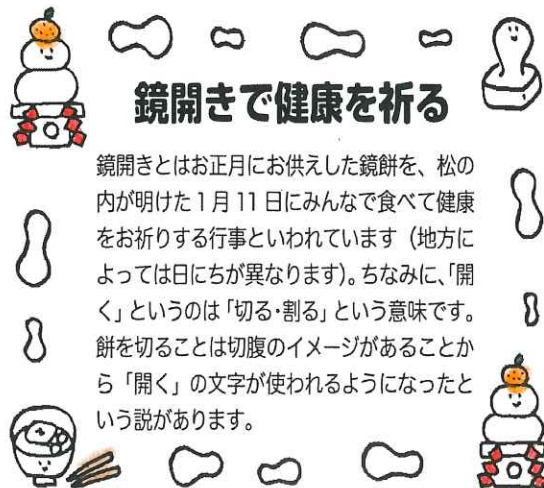 鏡開きで健康を祈る
鏡開きとはお正月にお供えした鏡餅を、松の
内が明けた1月11日にみんなで食べて健康
をお祈りする行事といわれています（地方に
よっては日にちが異なります）。ちなみに、「開
く」というのは「切る・割る」という意味です。
餅を切ることは切腹のイメージがあることか
ら「開く」の文字が使われるようになったと
いう説があります。